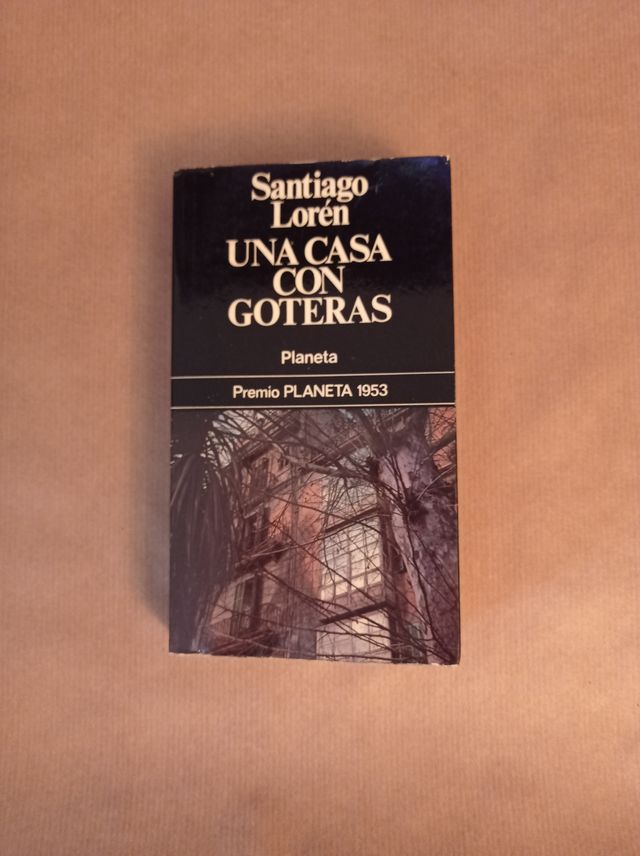 Santiago
Lorén
UNA CASA
CON
GOTERAS
Planeta
Premio PLANETA 1953